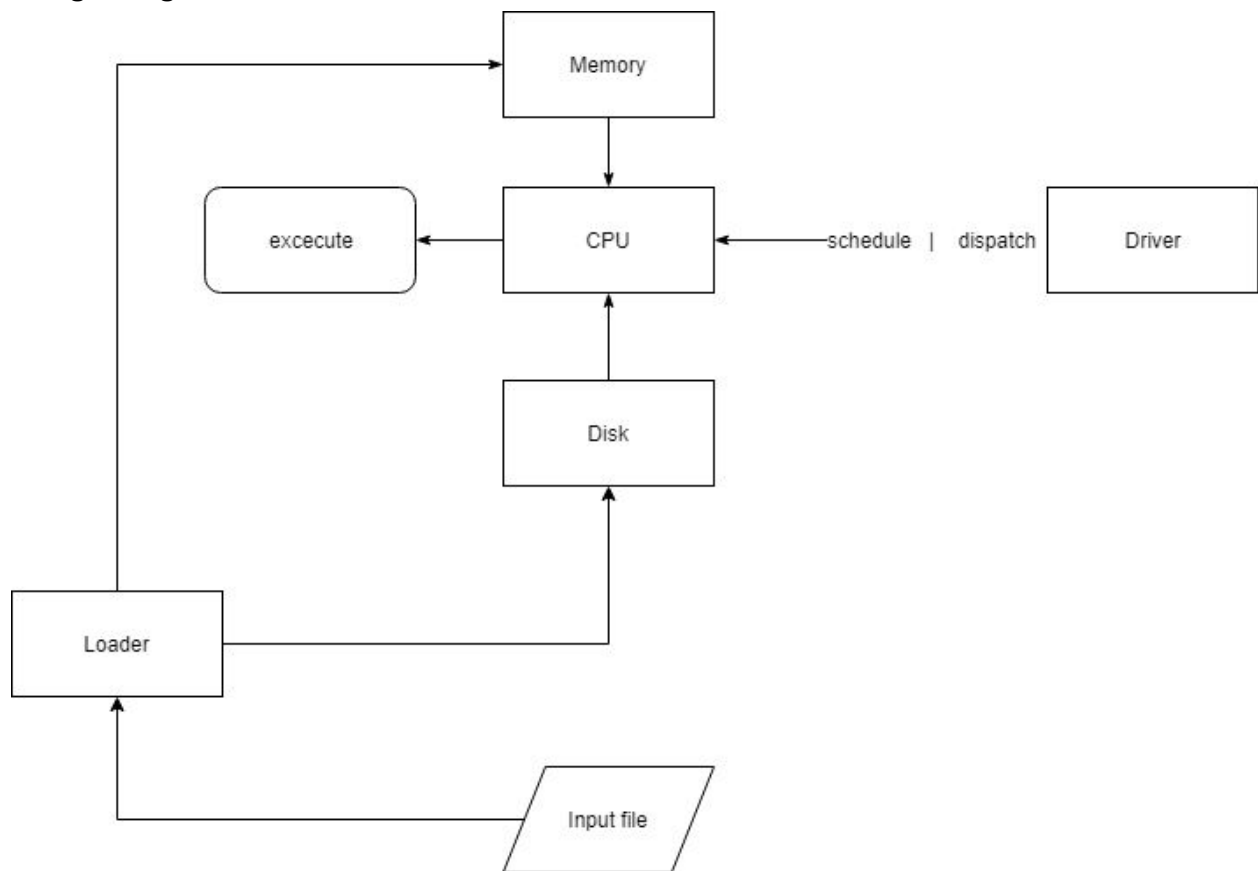 Memory
excecute
CPU
schedule | dispatch
Driver
Disk
Loader
Input file